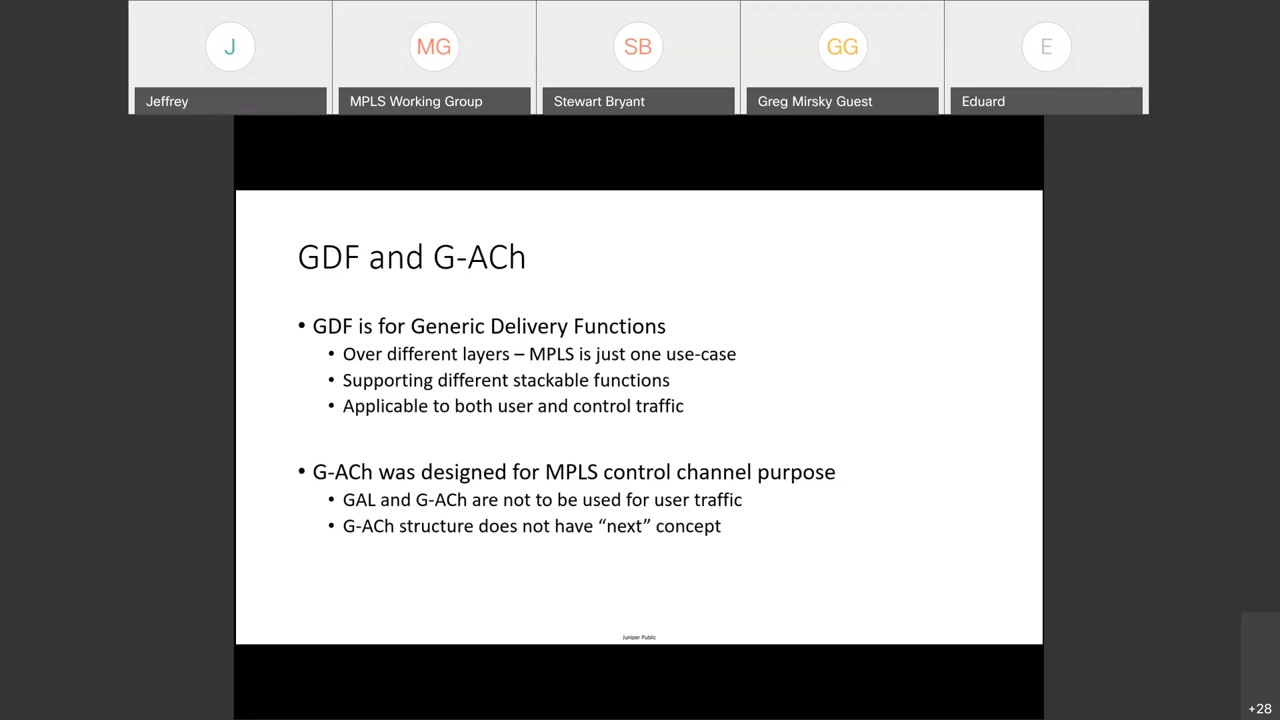 J
MG
SB
GG
E
Jeffrey
MPLS Working Group
Stewart Bryant
Greg Mirsky Guest
Eduard
GDF and G-ACh
• GDF is for Generic Delivery Functions
• Over different layers – MPLS is just one use-case
• Supporting different stackable functions
• Applicable to both user and control traffic
• G-ACh was designed for MPLS control channel purpose
• GAL and G-ACh are not to be used for user traffic
• G-ACh structure does not have “next” concept
Juniper Public
+28